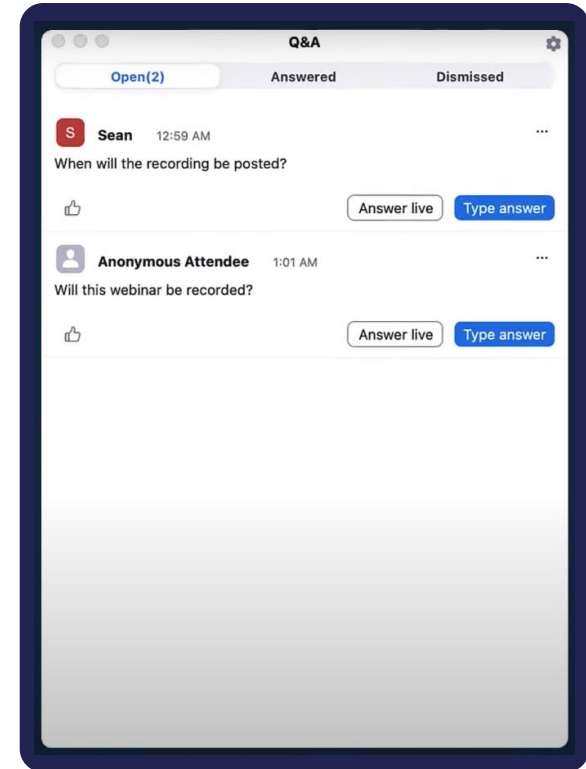 Q&A
Open(2) Answered Dismissed
S Sean 12:59 AM ...
When will the recording be posted?
Answer live Type answer
Anonymous Attendee 1:01 AM ...
Will this webinar be recorded?
Answer live Type answer